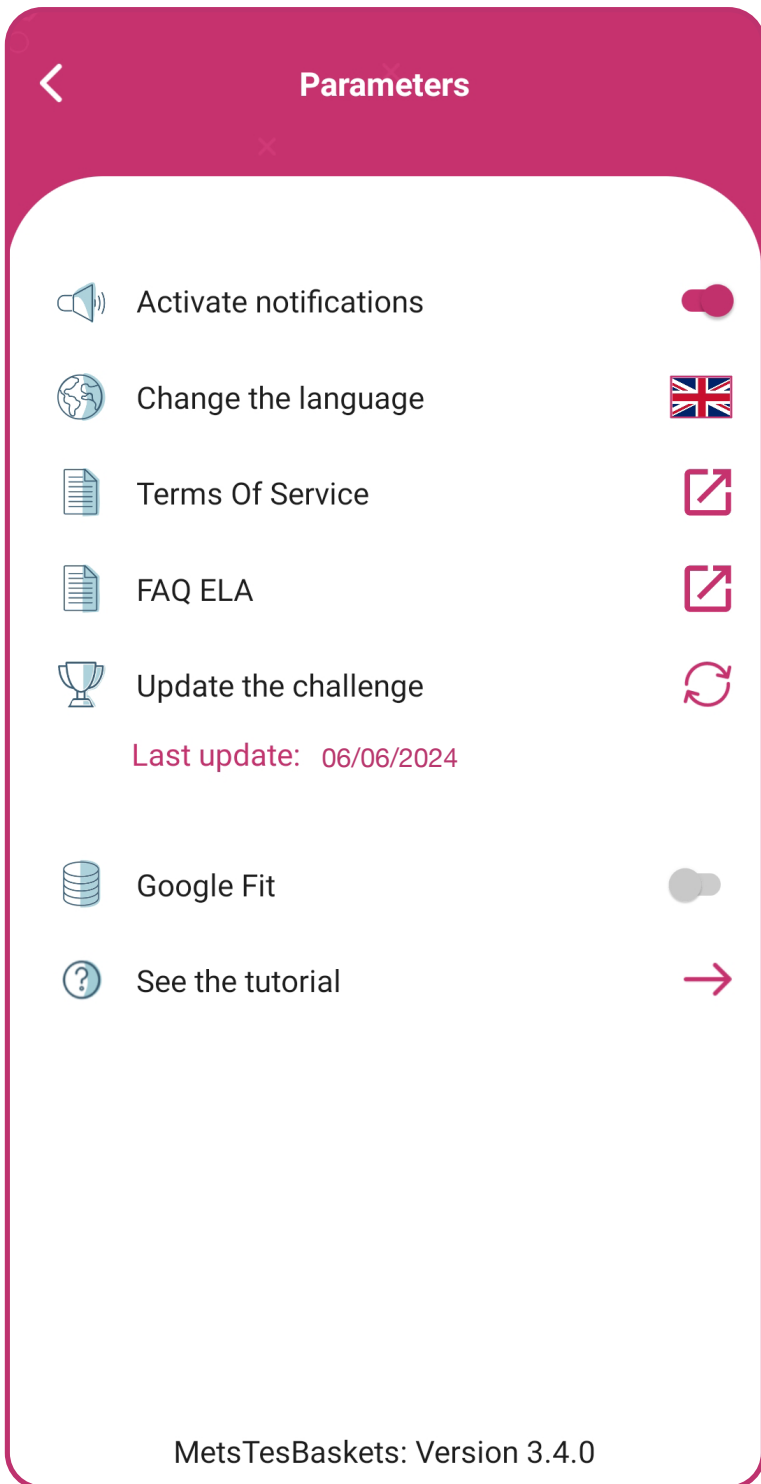 Parameters
Activate notifications
Change the language
Terms Of Service
FAQ ELA
Update the challenge
Last update: 06/06/2024
Google Fit
See the tutorial
MetsTesBaskets: Version 3.4.0